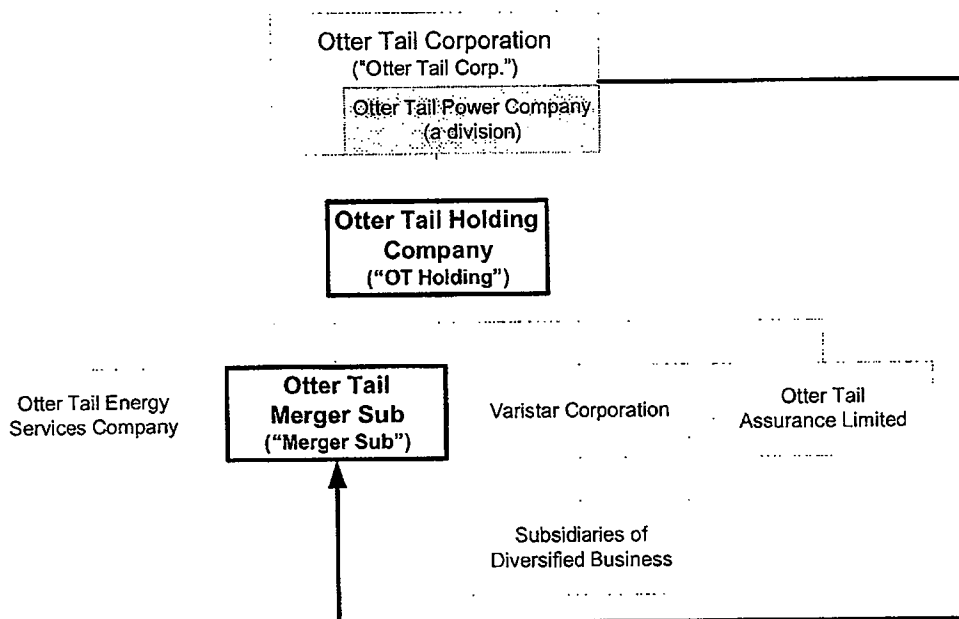 Otter Tail Corporation
("Otter Tail Corp.")
Otter Tail Power Company
(a division)
Otter Tail Holding
Company
("OT Holding")
Otter Tail Energy
Services Company
Otter Tail
Merger Sub
("Merger Sub")
Varistar Corporation
Otter Tail
Assurance Limited
Subsidiaries of
Diversified Business